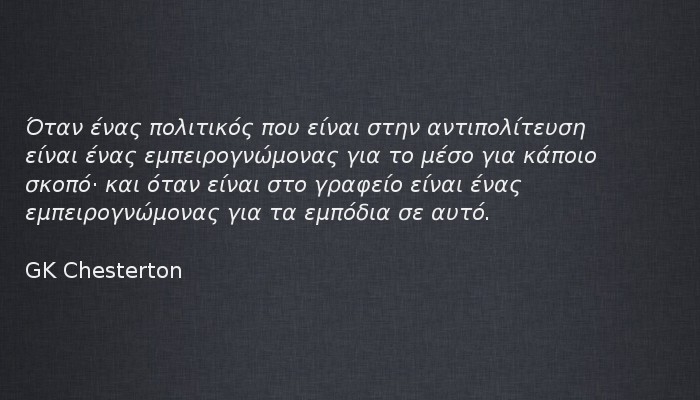 Όταν ένας πολιτικός που είναι στην αντιπολίτευση
είναι ένας εμπειρογνώμονας για το μέσο για κάποιο
σκοπό· και όταν είναι στο γραφείο είναι ένας
εμπειρογνώμονας για τα εμπόδια σε αυτό.
GK Chesterton